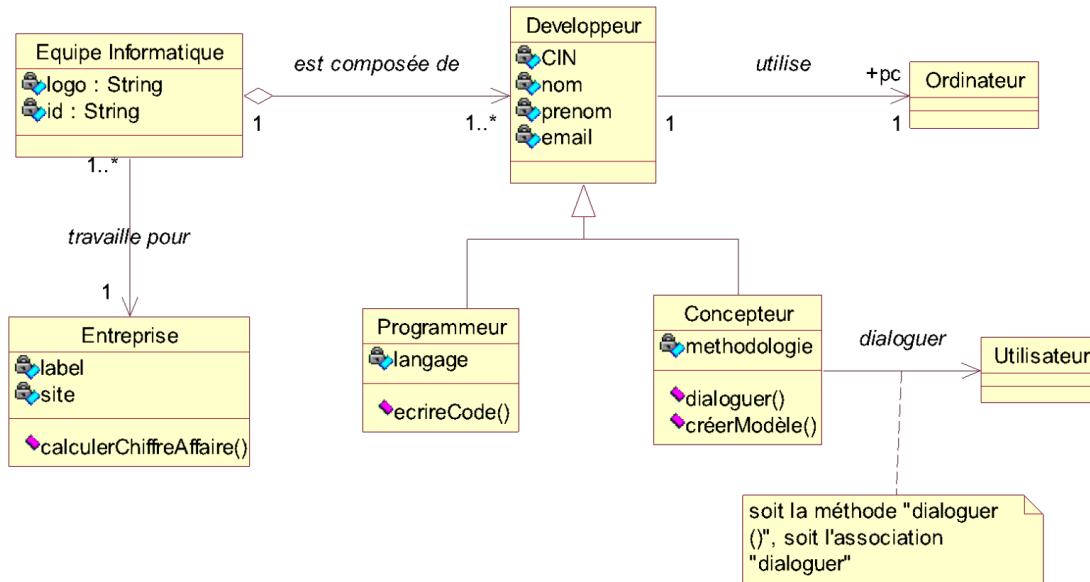 Equipe Informatique
logo : String
id : String
est composée de
1
1..*
Developpeur
CIN
nom
prenom
email
utilise
+pc
1
1
Ordinateur
1..*
travaille pour
1
Entreprise
label
site
calculerChiffreAffaire()
Programmeur
langage
ecrireCode()
Concepteur
methodologie
dialoguer()
créerModèle()
dialoguer
Utilisateur
soit la méthode "dialoguer
()", soit l'association
"dialoguer"